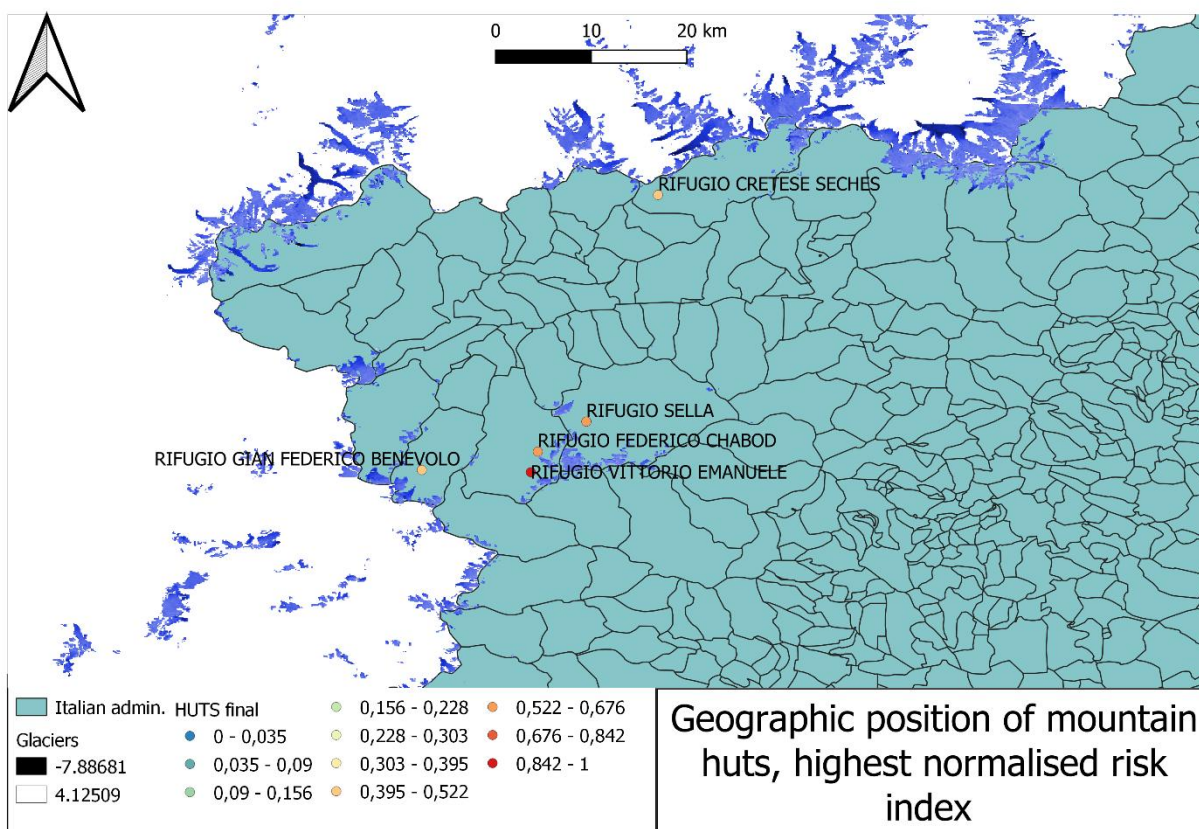 0 10 20 km
RIFUGIO CRETESE SECHES
RIFUGIO SELLA
RIFUGIO FEDERICO CHABOD
RIFUGIO GIAN FEDERICO BENEVOLO
RIFUGIO VITTORIO EMANUELE
Italian admin.
Glaciers
-7.88681
4.12509
HUTS final
0 - 0,035
0,035 - 0,09
0,09 - 0,156
0,156 - 0,228
0,228 - 0,303
0,303 - 0,395
0,395 - 0,522
0,522 - 0,676
0,676 - 0,842
0,842 - 1
Geographic position of mountain
huts, highest normalised risk
index